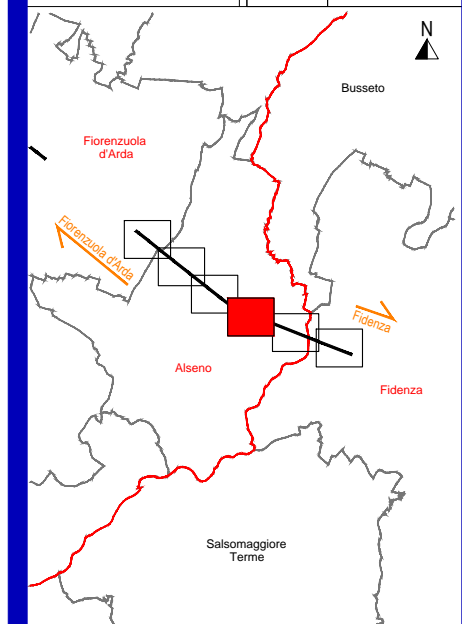 N
Busseto
Fiorenzuola
d'Arda
Fiorenzuola d'Arda
Fidenza
Alseno
Fidenza
Salsomaggiore
Terme